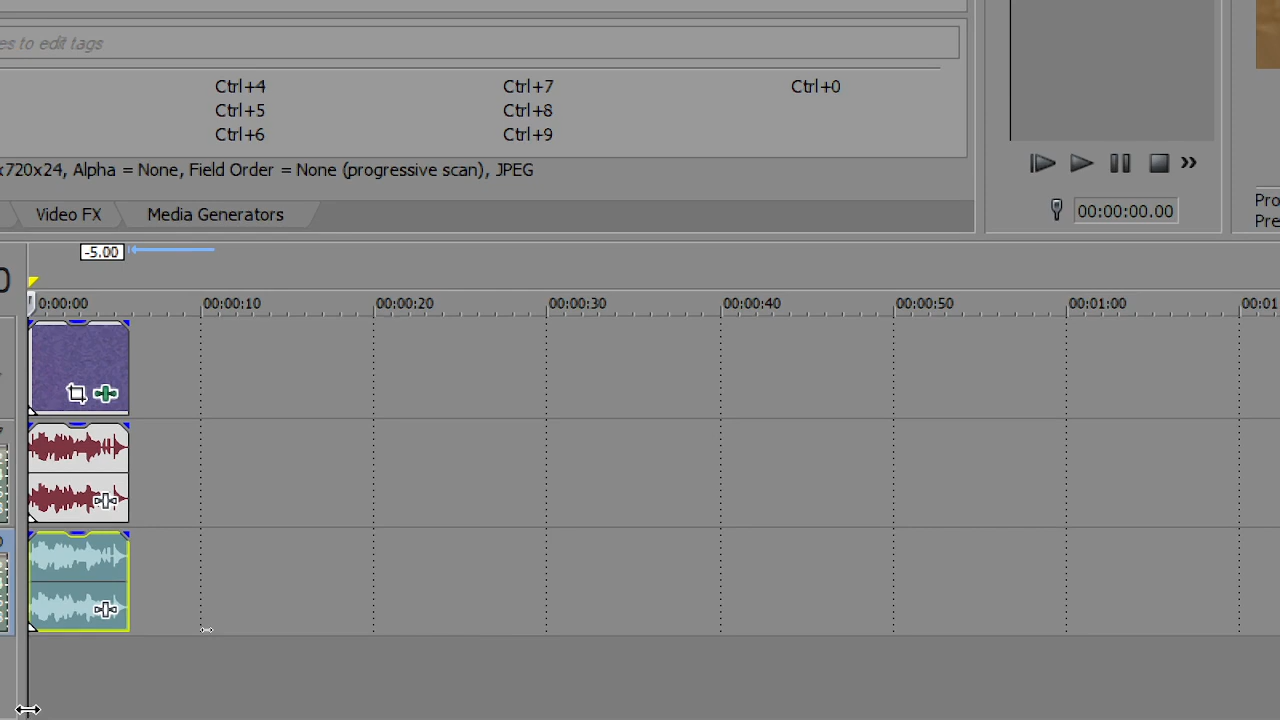 es to edit tags
Ctrl+4 Ctrl+7 Ctrl+0
Ctrl+5 Ctrl+8
Ctrl+6 Ctrl+9
x720x24, Alpha = None, Field Order = None (progressive scan), JPEG
Video FX Media Generators
00:00:00.00
Pro
Pre
-5.00
0
0:00:00 00:00:10 00:00:20 00:00:30 00:00:40 00:00:50 00:01:00 00:01